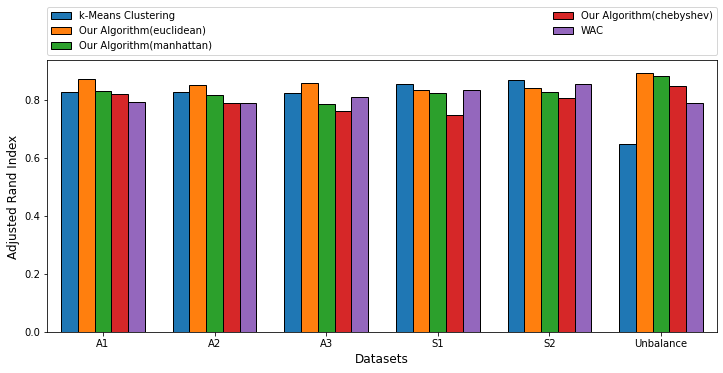 k-Means Clustering
Our Algorithm(euclidean)
Our Algorithm(manhattan)
Our Algorithm(chebyshev)
WAC
Adjusted Rand Index
0.8
0.6
0.4
0.2
0.0
A1 A2 A3 S1 S2 Unbalance
Datasets